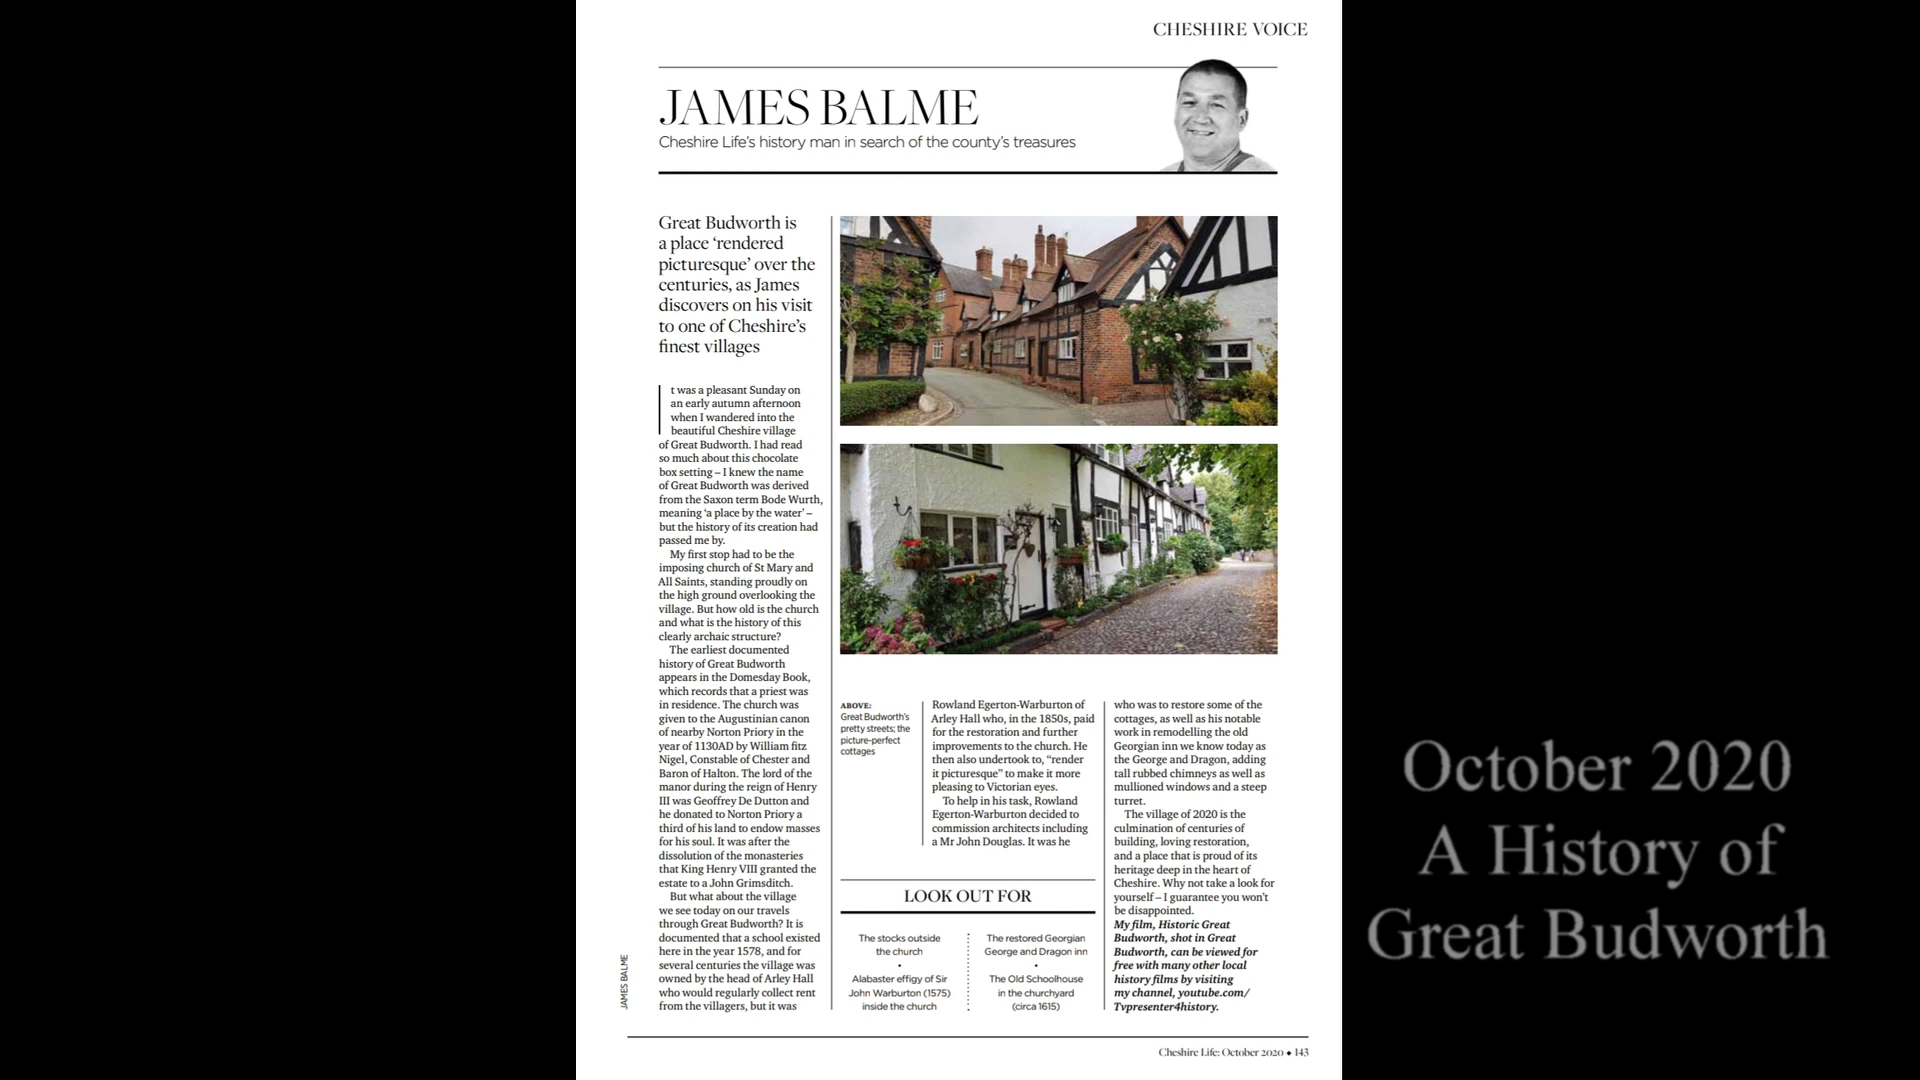 CHESHIRE VOICE
JAMES BALME
Cheshire Life's history man in search of the county's treasures
Great Budworth is
a place ‘rendered
picturesque’ over the
centuries, as James
discovers on his visit
to one of Cheshire’s
finest villages
It was a pleasant Sunday on
an early autumn afternoon
when I wandered into the
beautiful Cheshire village
of Great Budworth. I had read
so much about this chocolate
box setting – I knew the name
of Great Budworth was derived
from the Saxon term Bode Wurth,
meaning ‘a place by the water’ –
but the history of its creation had
passed me by.
My first stop had to be the
imposing church of St Mary and
All Saints, standing proudly on
the high ground overlooking the
village. But how old is the church
and what is the history of this
clearly archaic structure?
The earliest documented
history of Great Budworth
appears in the Domesday Book,
which records that a priest was
in residence. The church was
given to the Augustinian canon
of nearby Norton Priory in the
year of 1130AD by William fitz
Nigel, Constable of Chester and
Baron of Halton. The lord of the
manor during the reign of Henry
III was Geoffrey De Dutton and
he donated to Norton Priory a
third of his land to endow masses
for his soul. It was after the
dissolution of the monasteries
that King Henry VIII granted the
estate to a John Grimsditch.
But what about the village
we see today on our travels
through Great Budworth? It is
documented that a school existed
here in the year 1578, and for
several centuries the village was
owned by the head of Arley Hall
who would regularly collect rent
from the villagers, but it was
JAMES BALME
ABOVE:
Great Budworth’s
pretty streets; the
picture-perfect
cottages
Rowland Egerton-Warburton of
Arley Hall who, in the 1850s, paid
for the restoration and further
improvements to the church. He
then also undertook to, “render
it picturesque” to make it more
pleasing to Victorian eyes.
To help in his task, Rowland
Egerton-Warburton decided to
commission architects including
a Mr John Douglas. It was he
who was to restore some of the
cottages, as well as his notable
work in remodelling the old
Georgian inn we know today as
the George and Dragon, adding
tall rubbed chimneys as well as
mullioned windows and a steep
turret.
The village of 2020 is the
culmination of centuries of
building, loving restoration,
and a place that is proud of its
heritage deep in the heart of
Cheshire. Why not take a look for
yourself – I guarantee you won’t
be disappointed.
My film, Historic Great
Budworth, shot in Great
Budworth, can be viewed for
free with many other local
history films by visiting
my channel, youtube.com/
Tvpresenter4history.
LOOK OUT FOR
The stocks outside
the church
•
Alabaster effigy of Sir
John Warburton (1575)
inside the church
The restored Georgian
George and Dragon inn
•
The Old Schoolhouse
in the churchyard
(circa 1615)
Cheshire Life: October 2020 ◆ 143
October 2020
A History of
Great Budworth